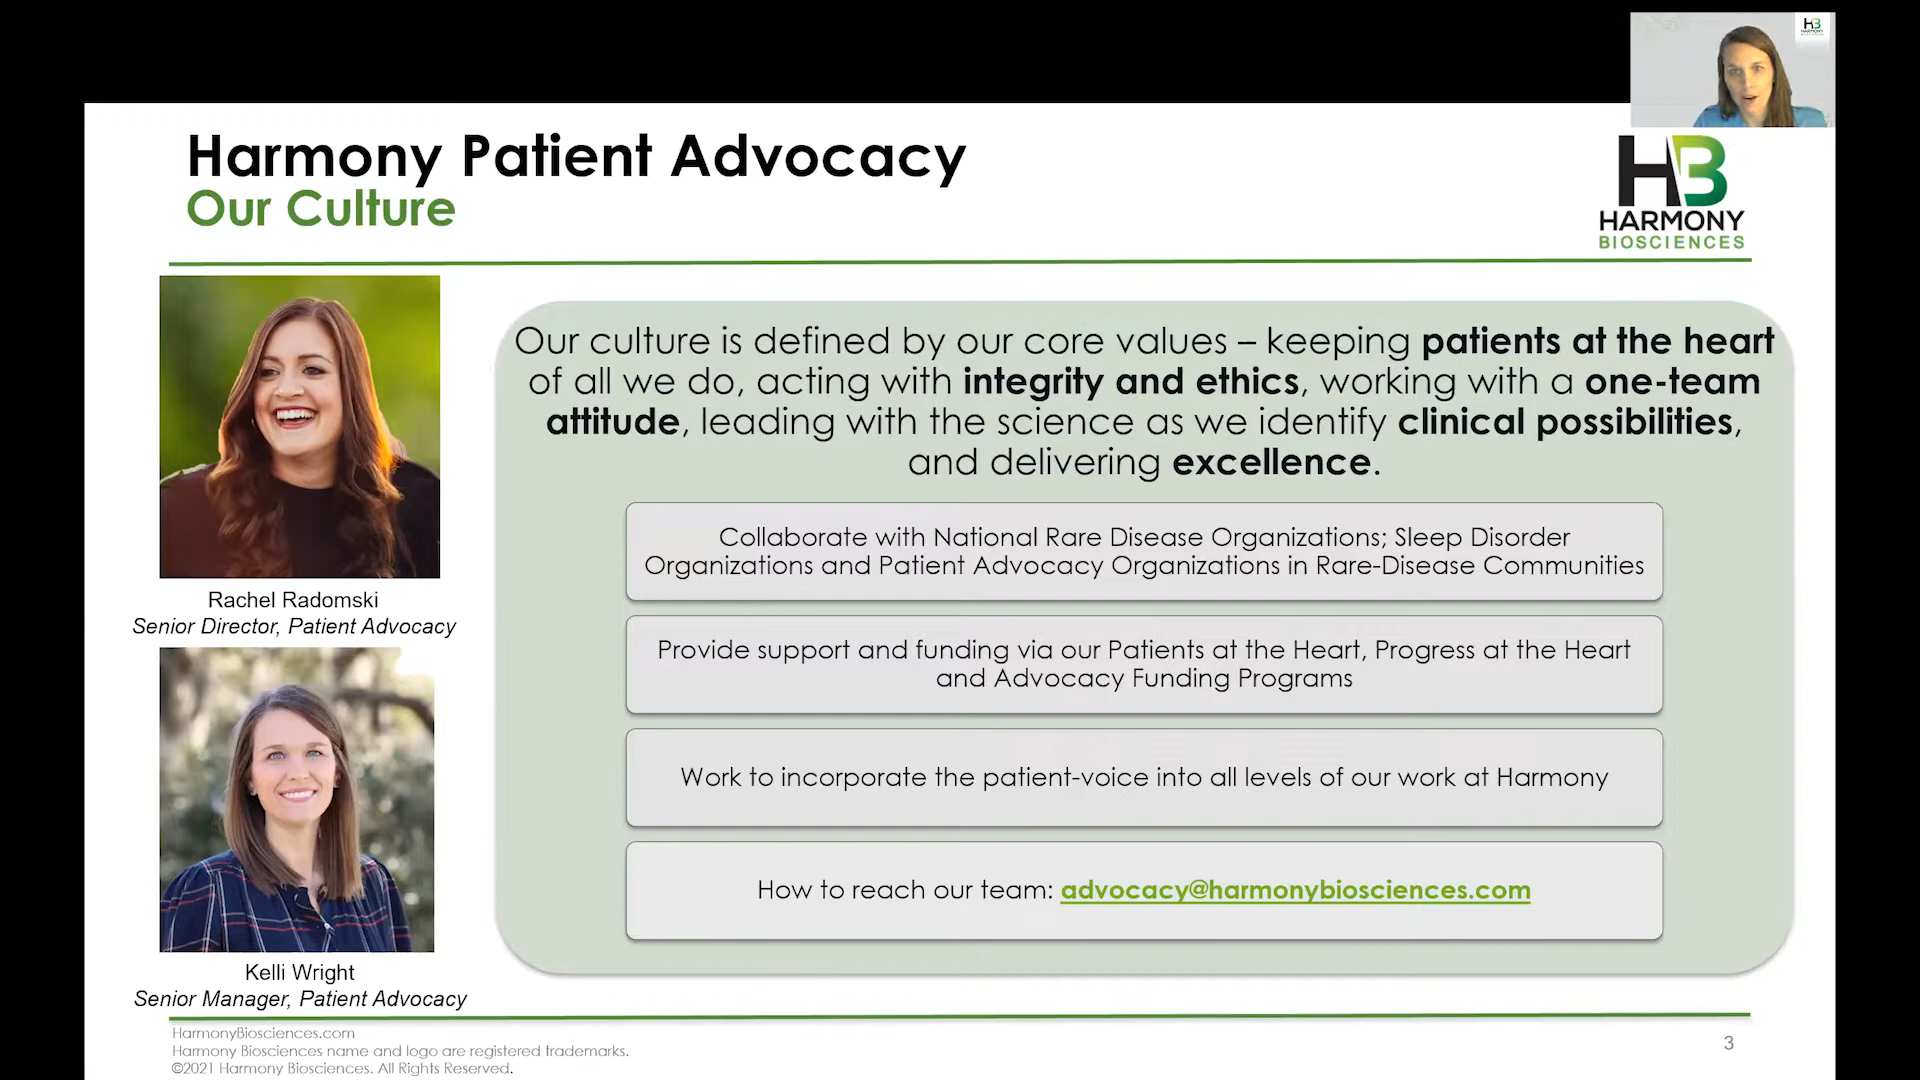 Harmony Patient Advocacy
Our Culture
HB
HARMONY
BIOSCIENCES
Our culture is defined by our core values – keeping patients at the heart
of all we do, acting with integrity and ethics, working with a one-team
attitude, leading with the science as we identify clinical possibilities,
and delivering excellence.
Collaborate with National Rare Disease Organizations; Sleep Disorder
Organizations and Patient Advocacy Organizations in Rare-Disease Communities
Provide support and funding via our Patients at the Heart, Progress at the Heart
and Advocacy Funding Programs
Work to incorporate the patient-voice into all levels of our work at Harmony
How to reach our team: advocacy@harmonybiosciences.com
Rachel Radomski
Senior Director, Patient Advocacy
Kelli Wright
Senior Manager, Patient Advocacy
HarmonyBiosciences.com
Harmony Biosciences name and logo are registered trademarks.
©2021 Harmony Biosciences. All Rights Reserved.
3
HB
HARMONY